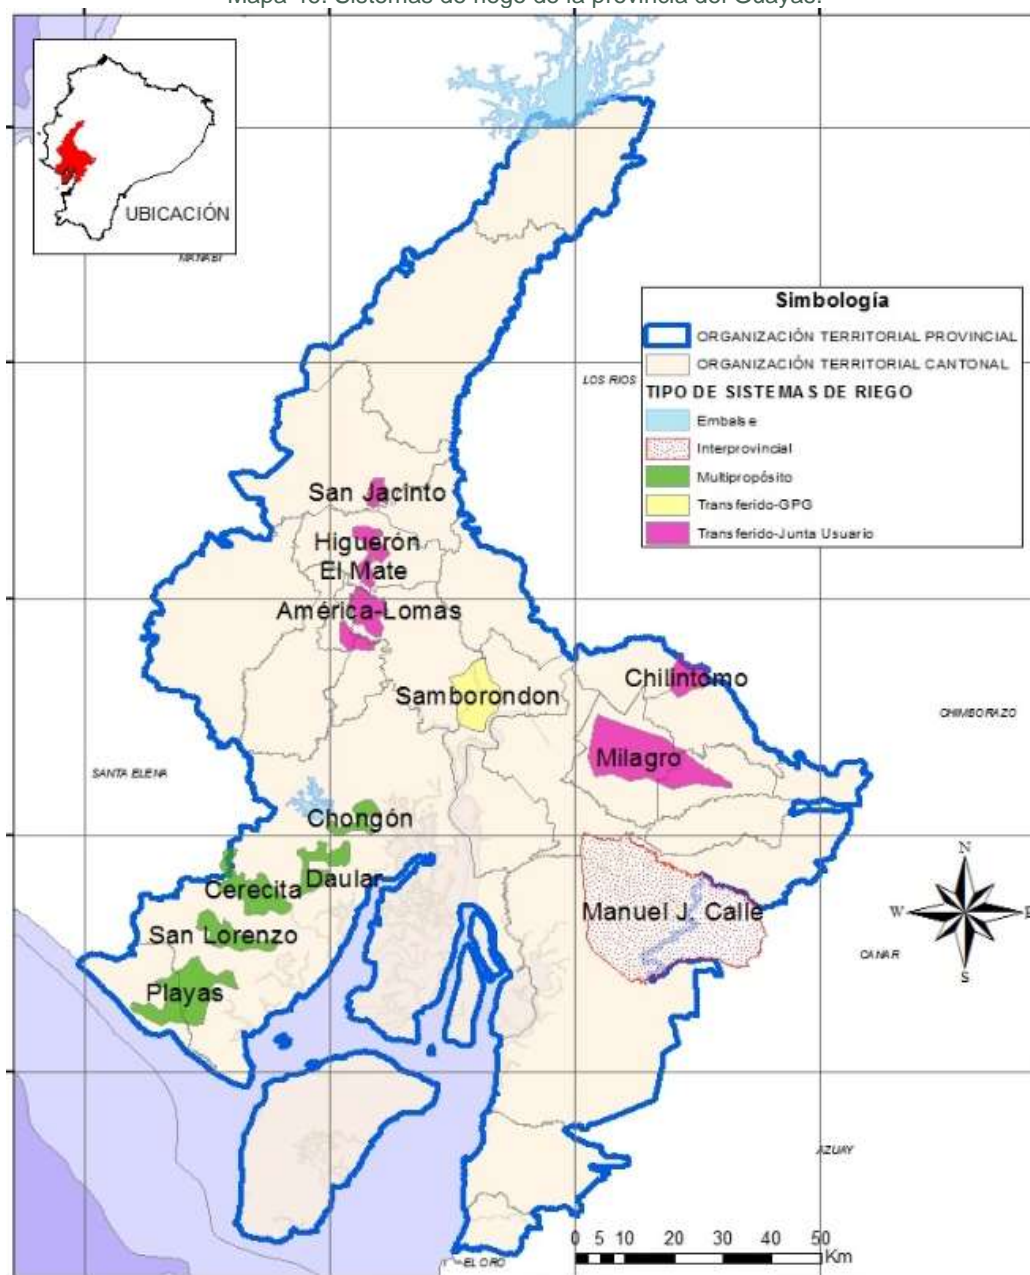 Mapa 43. Sistemas de riego de la provincia del Guayas.
UBICACIÓN
MANABI
Simbología
ORGANIZACIÓN TERRITORIAL PROVINCIAL
ORGANIZACIÓN TERRITORIAL CANTONAL
TIPO DE SISTEMAS DE RIEGO
Embalse
Interprovincial
Multipropósito
Transferido-GPG
Transferido-Junta Usuario
LOS RIOS
San Jacinto
Higuerón
El Mate
América-Lomas
Chilintomo
Samborondon
CHIMBORAZO
Milagro
SANTA ELENA
Chongón
Daular
Cerecita
N
Manuel J. Calle
W E
San Lorenzo
CAÑAR
S
Playas
AZUAY
0 5 10 20 30 40 50
Km
EL ORO